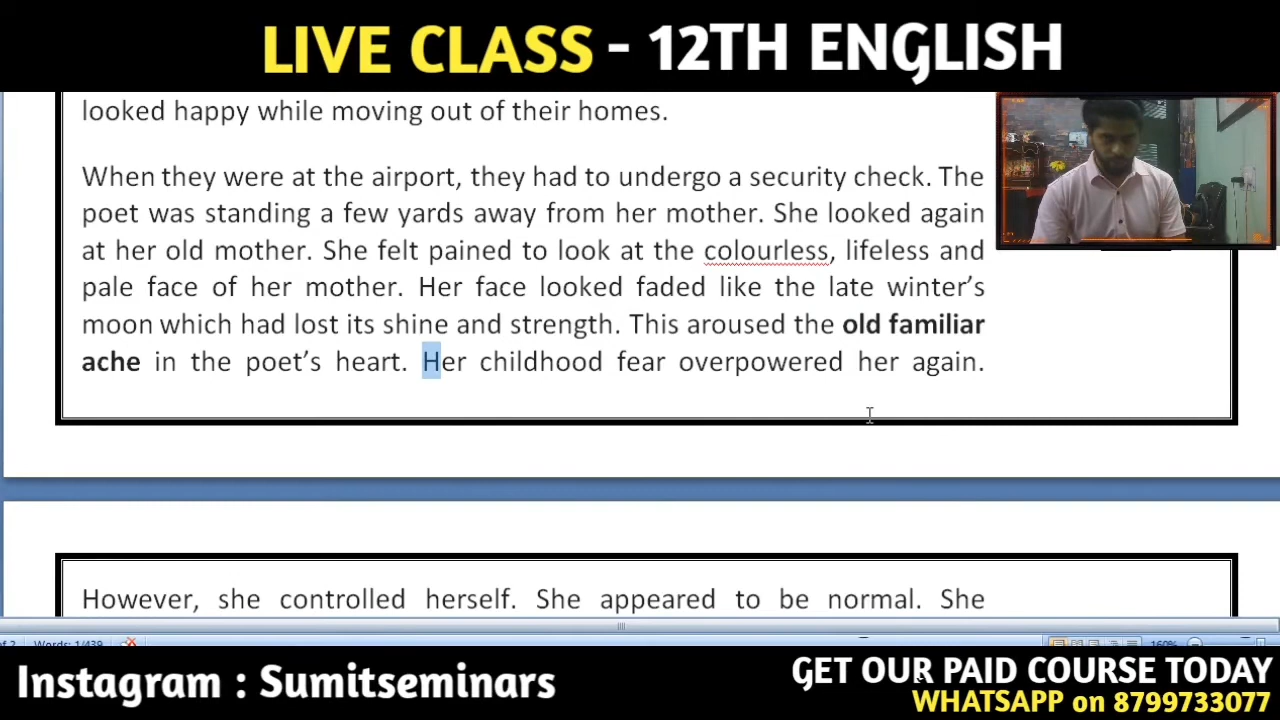 LIVE CLASS - 12TH ENGLISH
looked happy while moving out of their homes.
When they were at the airport, they had to undergo a security check. The
poet was standing a few yards away from her mother. She looked again
at her old mother. She felt pained to look at the colourless, lifeless and
pale face of her mother. Her face looked faded like the late winter's
moon which had lost its shine and strength. This aroused the old familiar
ache in the poet's heart. Her childhood fear overpowered her again.
However, she controlled herself. She appeared to be normal. She
Words: 1/439
160%
Instagram : Sumitseminars
GET OUR PAID COURSE TODAY
WHATSAPP on 8799733077